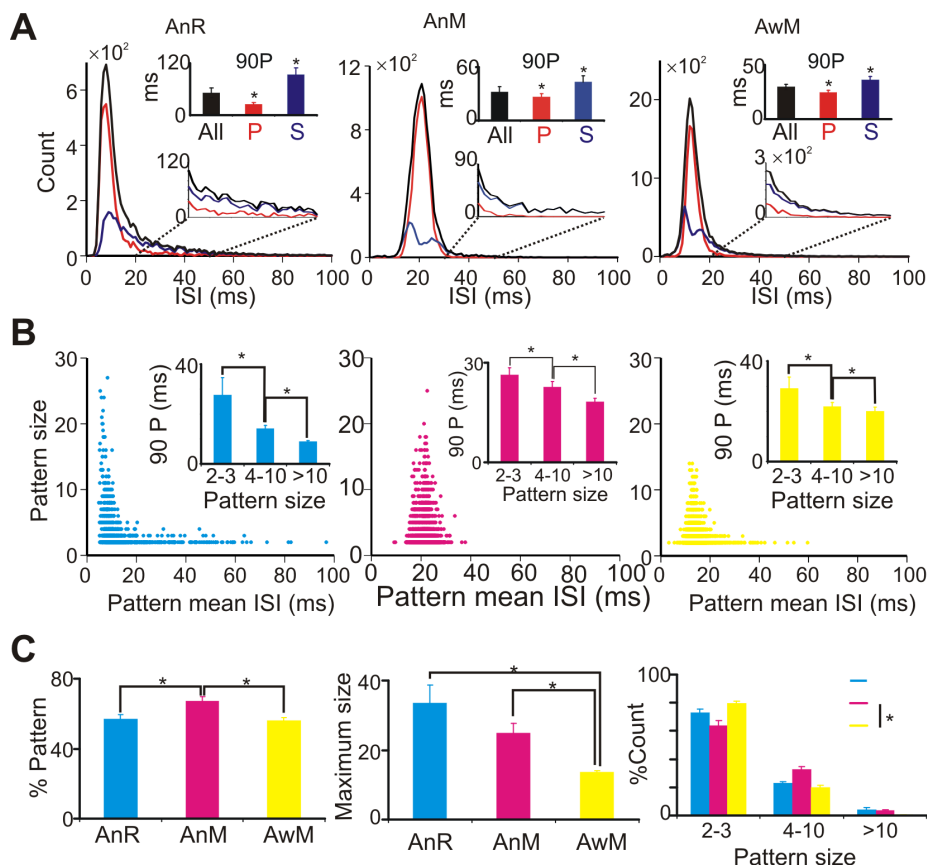 A
AnR
AnM
AwM
×10²
120
ms
0
90P
*
*
All P S
120
0
Count
6
4
2
0
0 20 40 60 80 100
ISI (ms)
×10²
12
8
4
0
60
ms
0
90P
*
*
All P S
90
0
0 20 40 60 80 100
ISI (ms)
×10²
20
×10²
0
50
ms
0
90P
*
*
All P S
3 ×10²
0
0 20 40 60 80 100
ISI (ms)
B
Pattern size
30
20
10
0
0 20 40 60 80 100
Pattern mean ISI (ms)
90 P (ms)
40
0
*
*
2-3 4-10 >10
Pattern size
30
20
10
0
0 20 40 60 80 100
Pattern mean ISI (ms)
90 P (ms)
30
0
*
*
2-3 4-10 >10
Pattern size
30
20
10
0
0 20 40 60 80 100
Pattern mean ISI (ms)
90 P (ms)
40
0
*
*
2-3 4-10 >10
Pattern size
C
% Pattern
80
40
0
*
*
AnR AnM AwM
Maximum size
40
20
0
*
*
AnR AnM AwM
%Count
100
0
*
2-3 4-10 >10
Pattern size